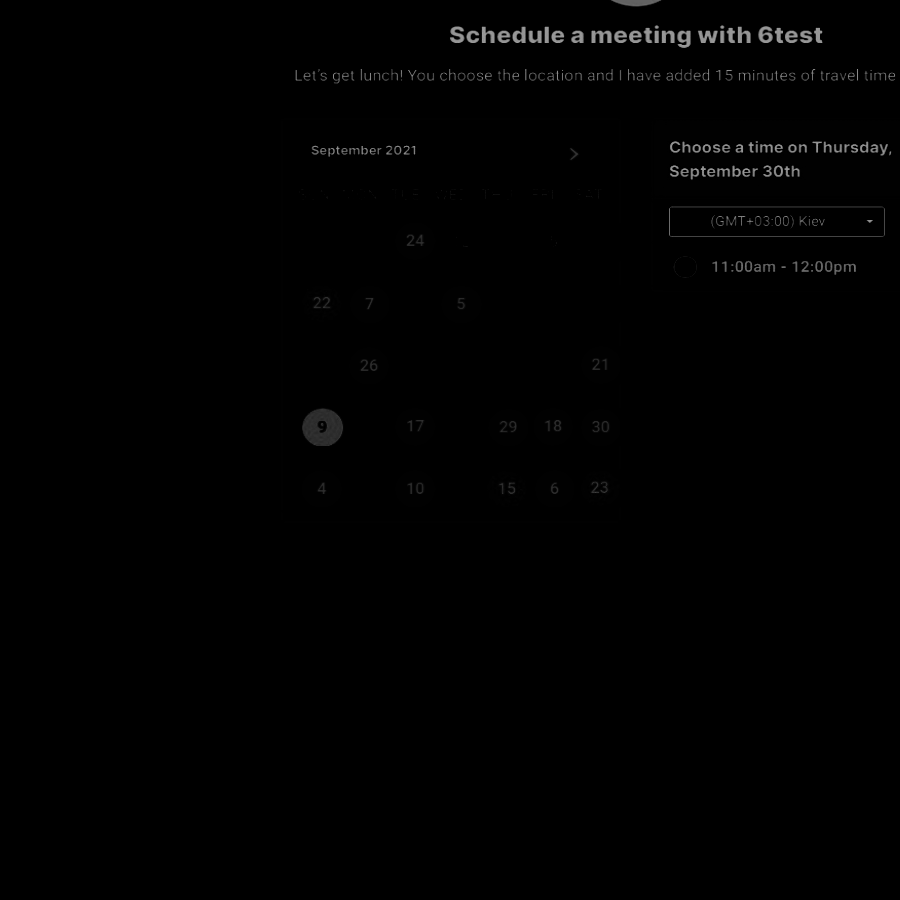 Schedule a meeting with 6test
Let's get lunch! You choose the location and I have added 15 minutes of travel time
September 2021
24
22 7 5
26 21
9 17 29 18 30
4 10 15 6 23
Choose a time on Thursday,
September 30th
(GMT+03:00) Kiev
11:00am - 12:00pm